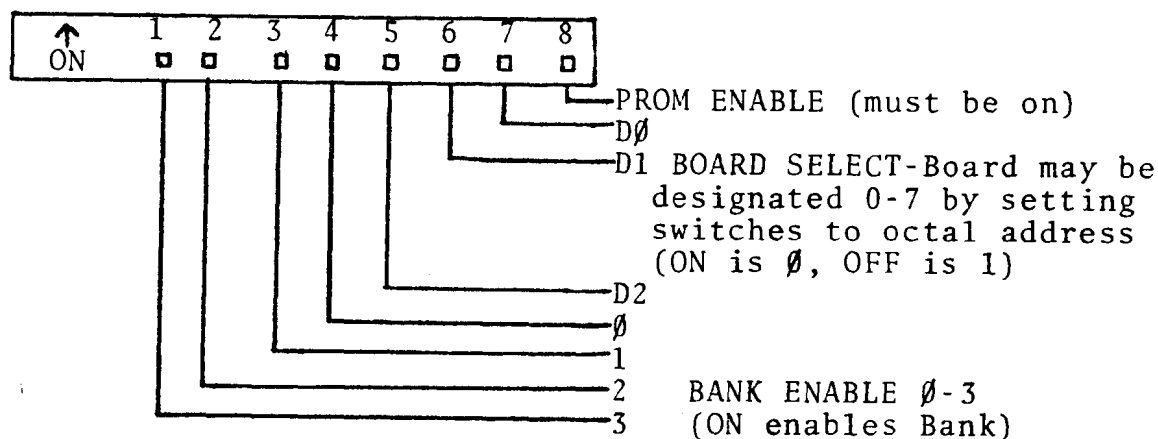 ↑ 1 2 3 4 5 6 7 8
ON
PROM ENABLE (must be on)
DØ
D1 BOARD SELECT-Board may be
designated 0-7 by setting
switches to octal address
(ON is Ø, OFF is 1)
D2
Ø
1
2 BANK ENABLE Ø-3
3 (ON enables Bank)